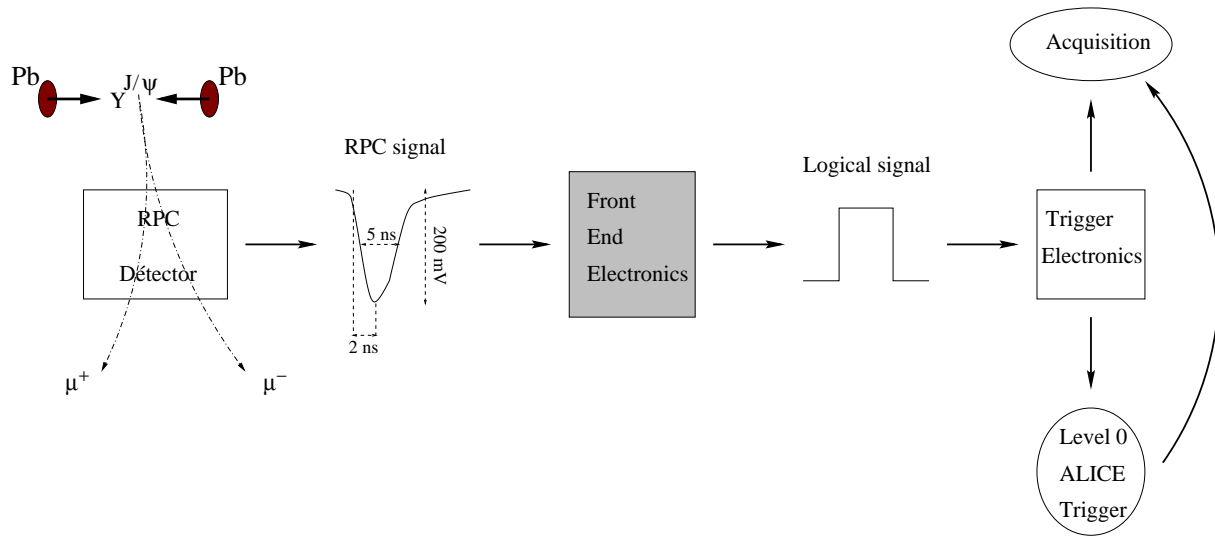 Pb
J/ψ
Υ
Pb
RPC
Détector
μ+
μ−
RPC signal
5 ns
200 mV
2 ns
Front
End
Electronics
Logical signal
Trigger
Electronics
Acquisition
Level 0
ALICE
Trigger